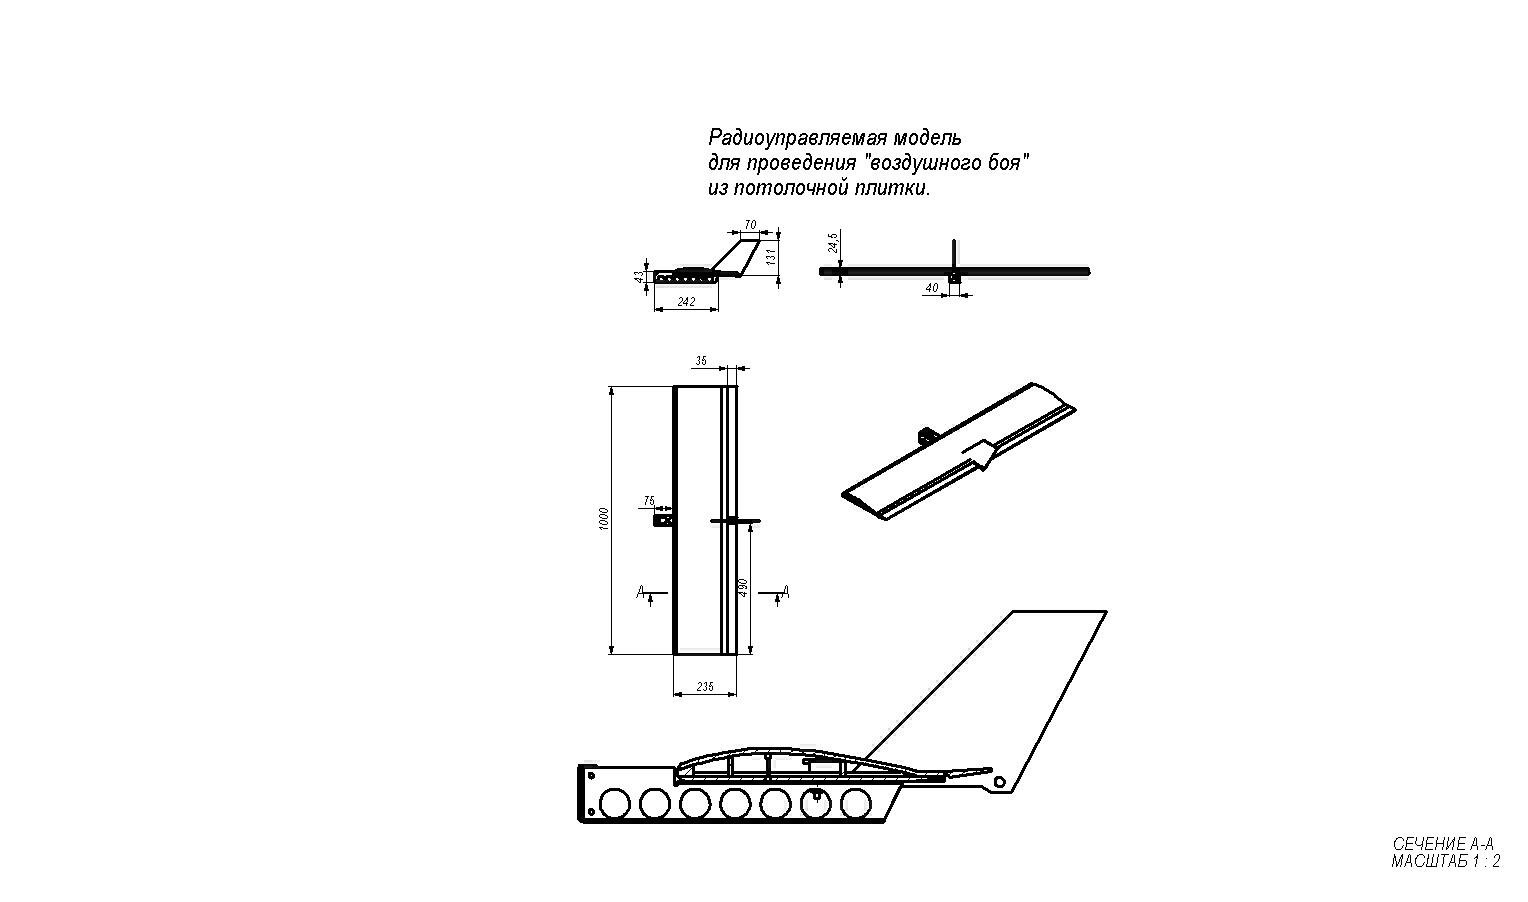 Радиоуправляемая модель
для проведения "воздушного боя"
из потолочной плитки.
70
131
43
242
24,5
40
35
1000
75
490
A
A
235
СЕЧЕНИЕ А-А
МАСШТАБ 1 : 2